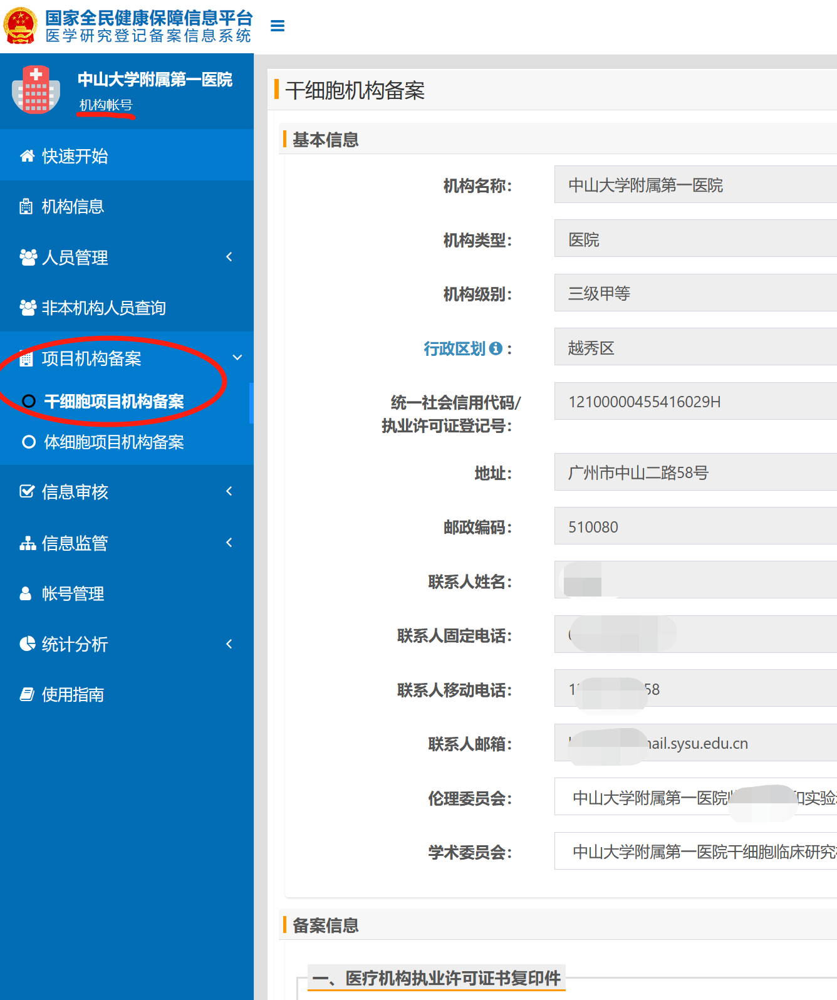 国家全民健康保障信息平台
医学研究登记备案信息系统
中山大学附属第一医院
机构帐号
快速开始
机构信息
人员管理
非本机构人员查询
项目机构备案
干细胞项目机构备案
体细胞项目机构备案
信息审核
信息监管
帐号管理
统计分析
使用指南
干细胞机构备案
基本信息
机构名称： 中山大学附属第一医院
机构类型： 医院
机构级别： 三级甲等
行政区划： 越秀区
统一社会信用代码/ 12100000455416029H
执业许可证登记号：
地址： 广州市中山二路58号
邮政编码： 510080
联系人姓名：
联系人固定电话：
联系人移动电话： 1 58
联系人邮箱： ail.sysu.edu.cn
伦理委员会： 中山大学附属第一医院 和实验
学术委员会： 中山大学附属第一医院干细胞临床研究
备案信息
一、医疗机构执业许可证书复印件